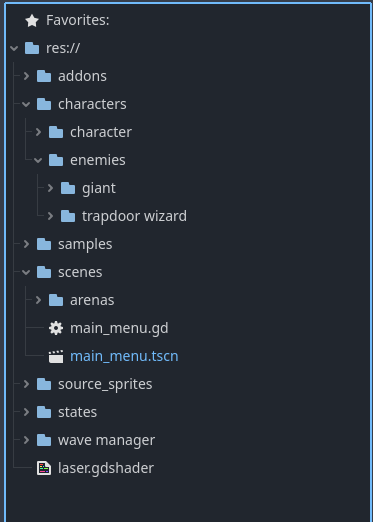 Favorites:
res://
addons
characters
character
enemies
giant
trapdoor wizard
samples
scenes
arenas
main_menu.gd
main_menu.tscn
source_sprites
states
wave manager
laser.gdshader